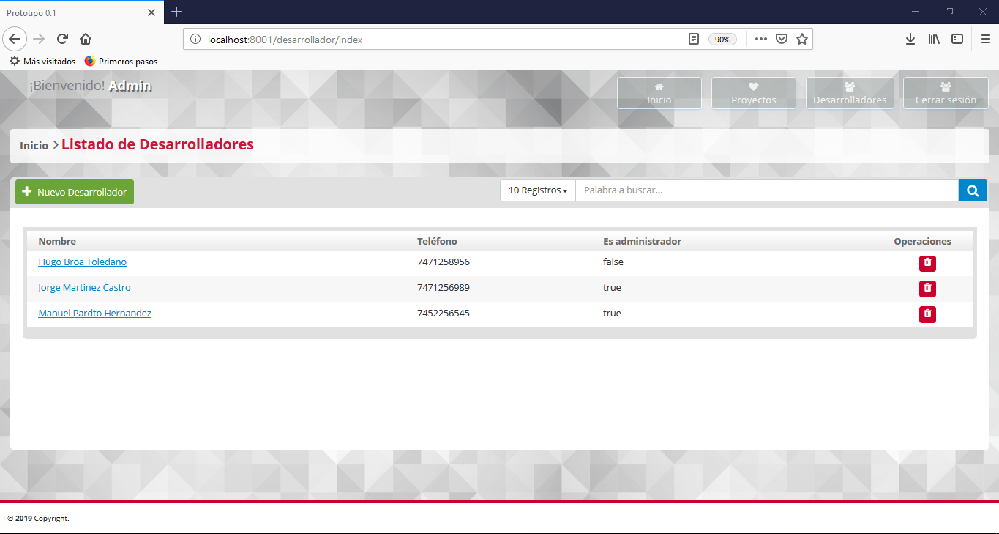 Prototipo 0.1
localhost:8001/desarrollador/index
90%
Más visitados
Primeros pasos
¡Bienvenido! Admin
Inicio
Proyectos
Desarrolladores
Cerrar sesión
Inicio > Listado de Desarrolladores
Nuevo Desarrollador
10 Registros
Palabra a buscar...
Nombre Teléfono Es administrador Operaciones
Hugo Broa Toledano 7471258956 false
Jorge Martinez Castro 7471256989 true
Manuel Pardto Hernandez 7452256545 true
© 2019 Copyright.